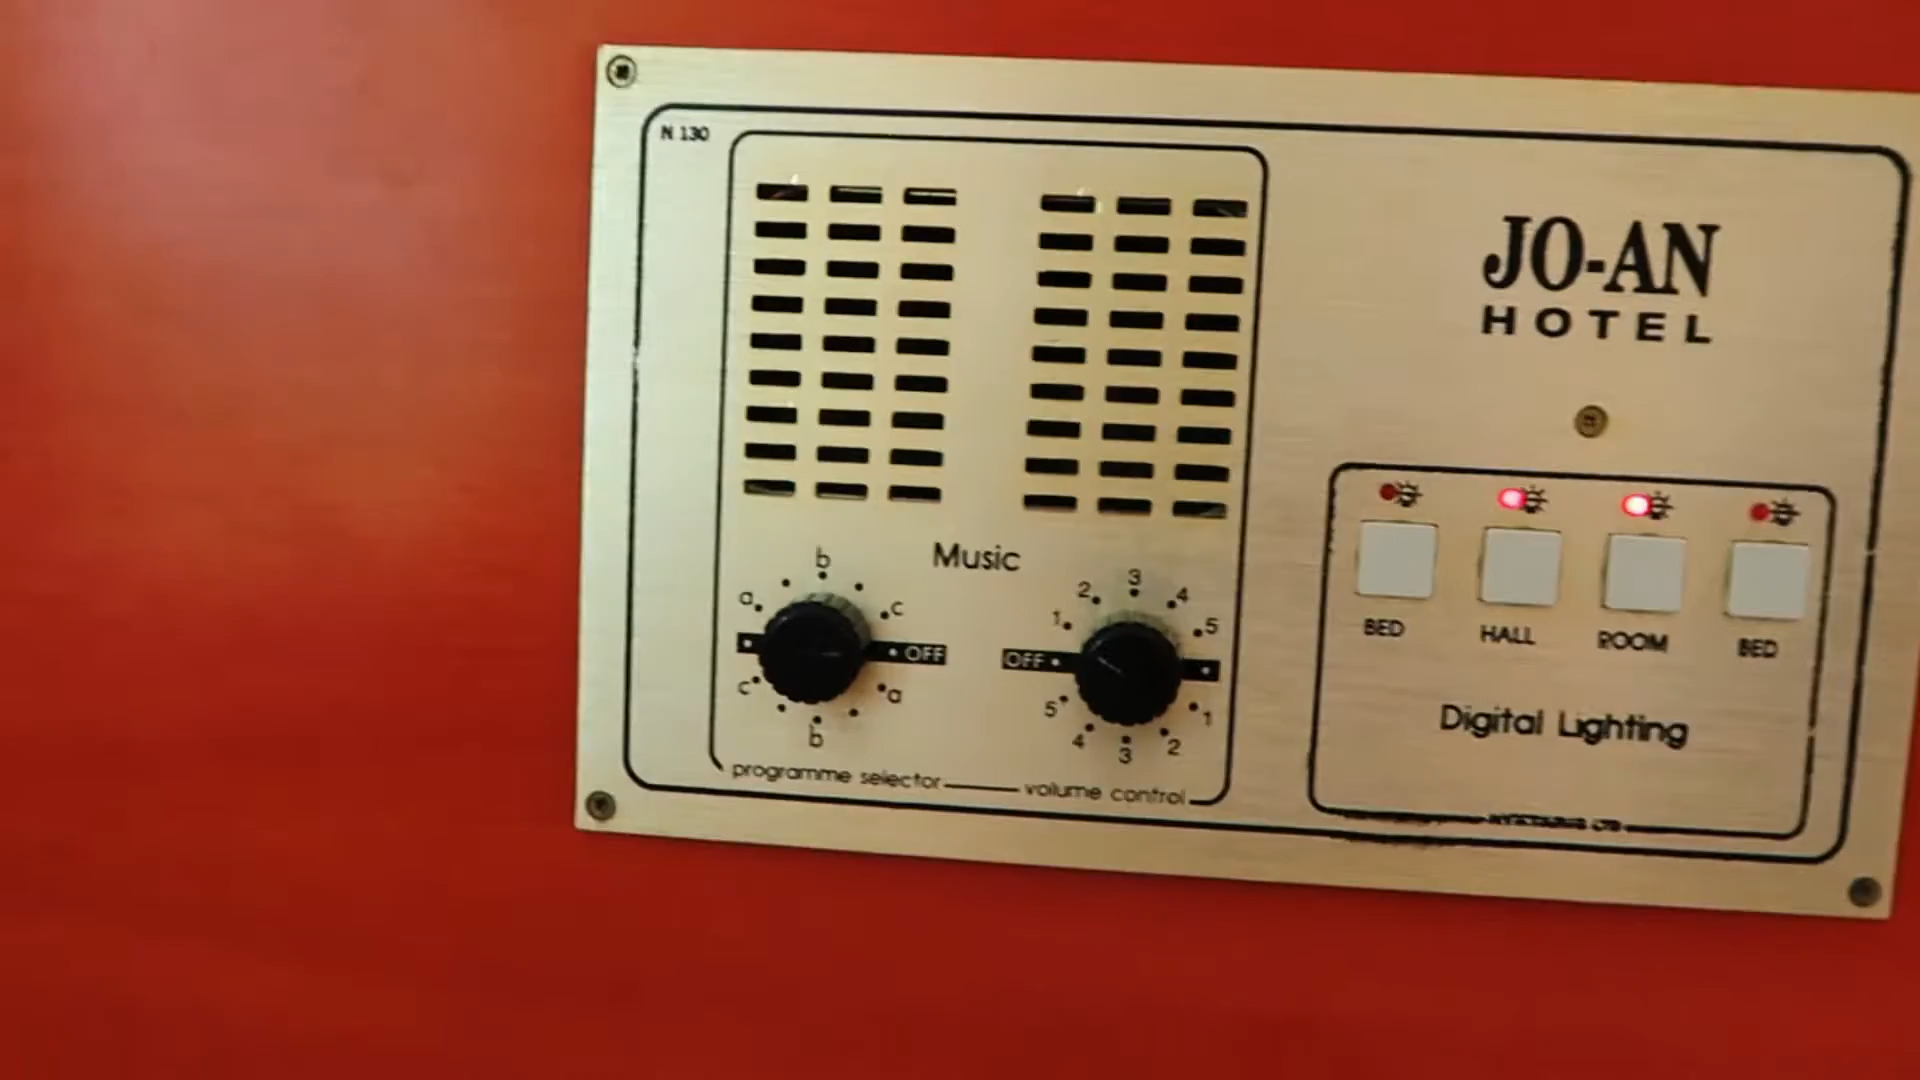 N 130
JO-AN
HOTEL
Music
b
a
c
OFF
c
a
b
3
2
4
1
5
OFF
5
1
4
2
3
programme selector
volume control
BED
HALL
ROOM
BED
Digital Lighting